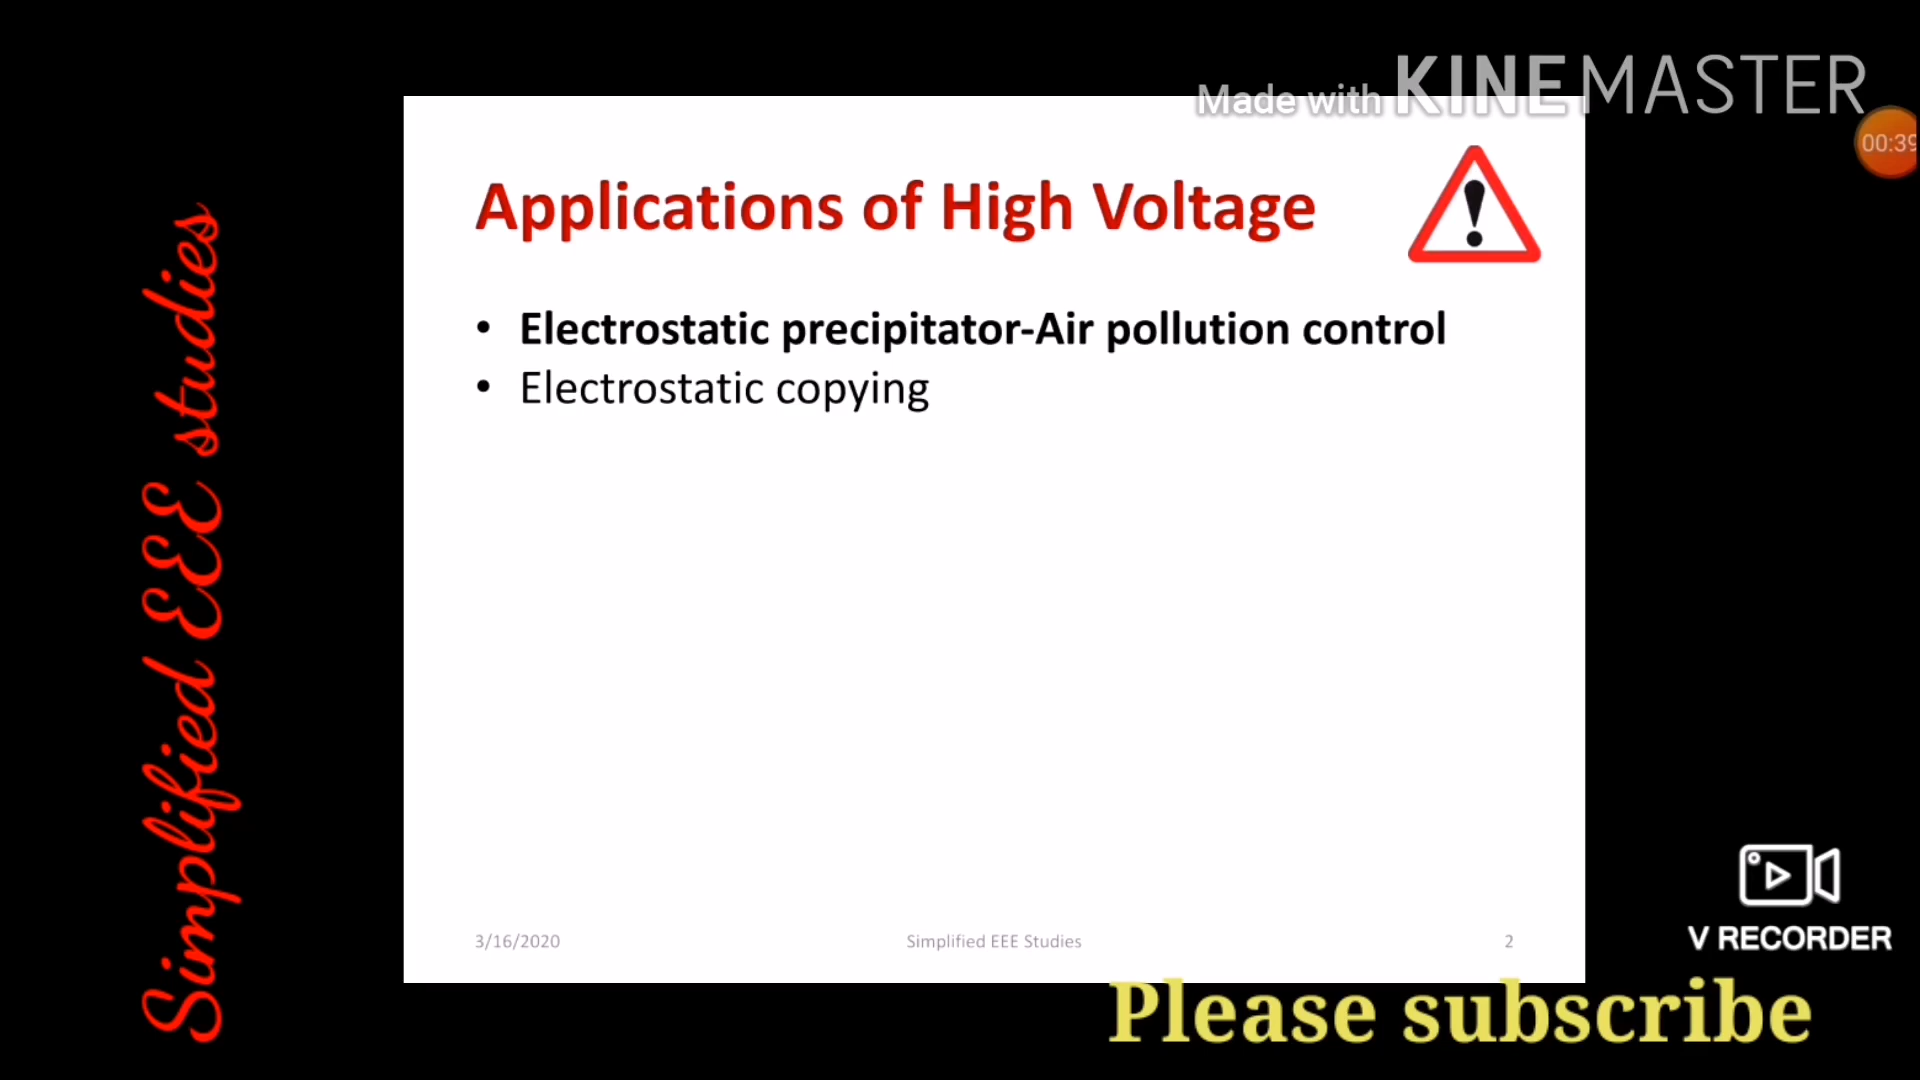 Made with KINEMASTER
00:39
Applications of High Voltage
• Electrostatic precipitator-Air pollution control
• Electrostatic copying
Simplified EEE studies
3/16/2020
Simplified EEE Studies
2
V RECORDER
Please subscribe